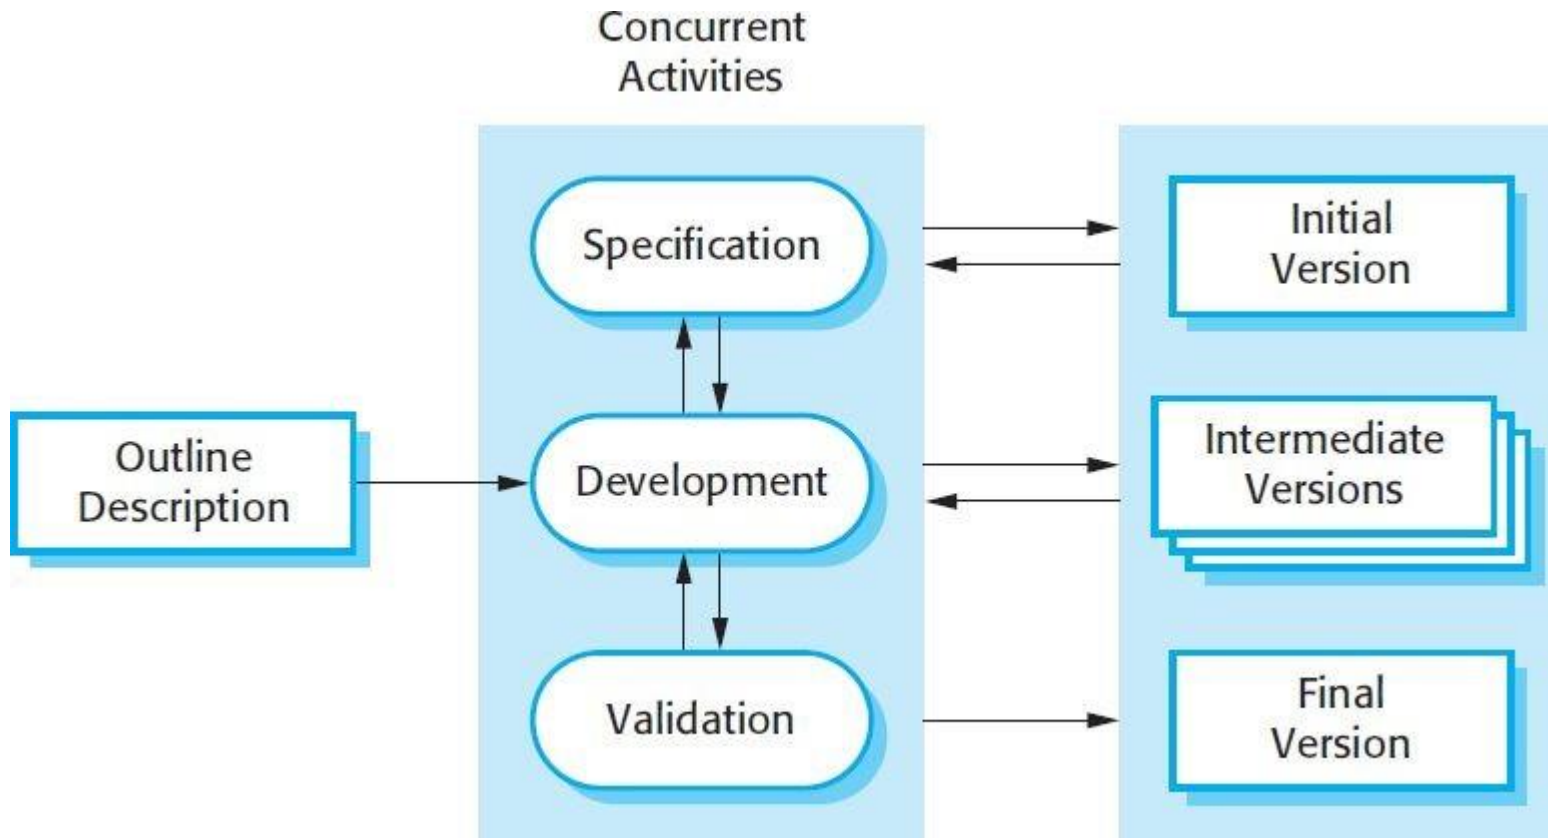 Concurrent
Activities
Specification
Initial
Version
Outline
Description
Development
Intermediate
Versions
Validation
Final
Version